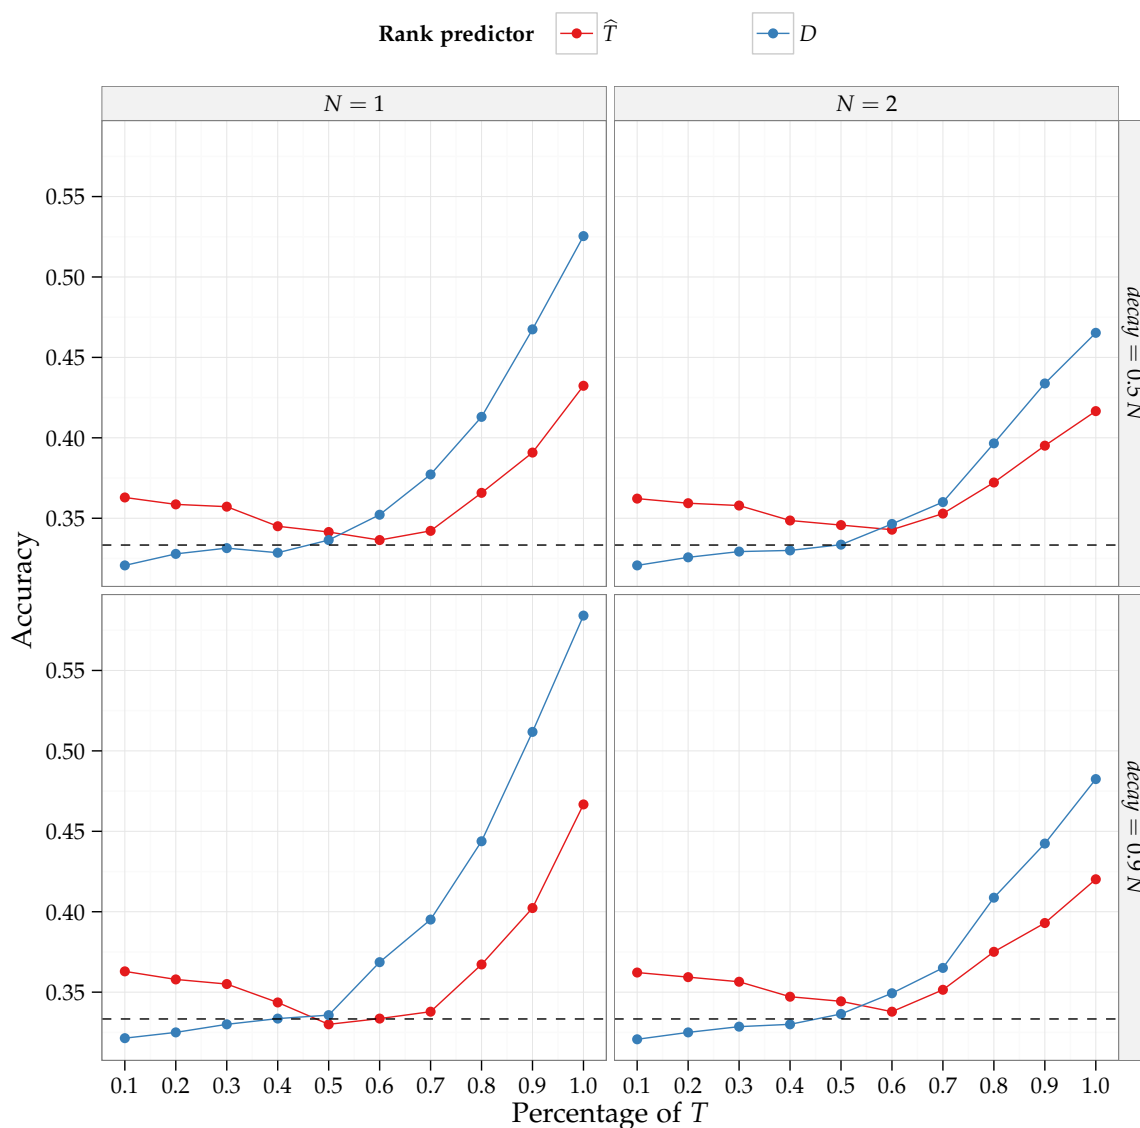 Rank predictor T̂ D
N = 1 N = 2
0.55
0.50
0.45
0.40
0.35
decay = 0.5 N
Accuracy
0.55
0.50
0.45
0.40
0.35
decay = 0.9 N
0.1 0.2 0.3 0.4 0.5 0.6 0.7 0.8 0.9 1.0 0.1 0.2 0.3 0.4 0.5 0.6 0.7 0.8 0.9 1.0
Percentage of T